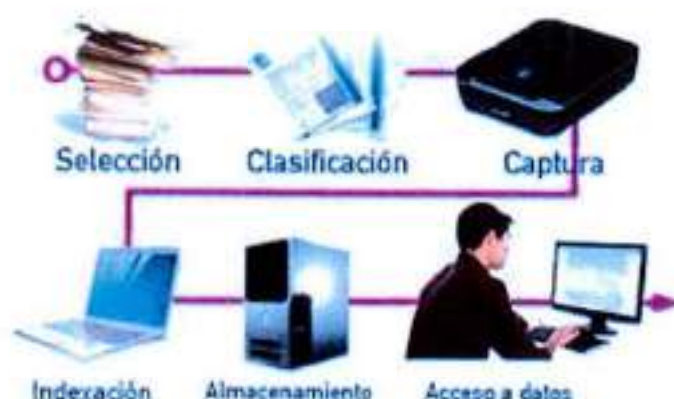 Selección
Clasificación
Captura
Indexación
Almacenamiento
Acceso a datos